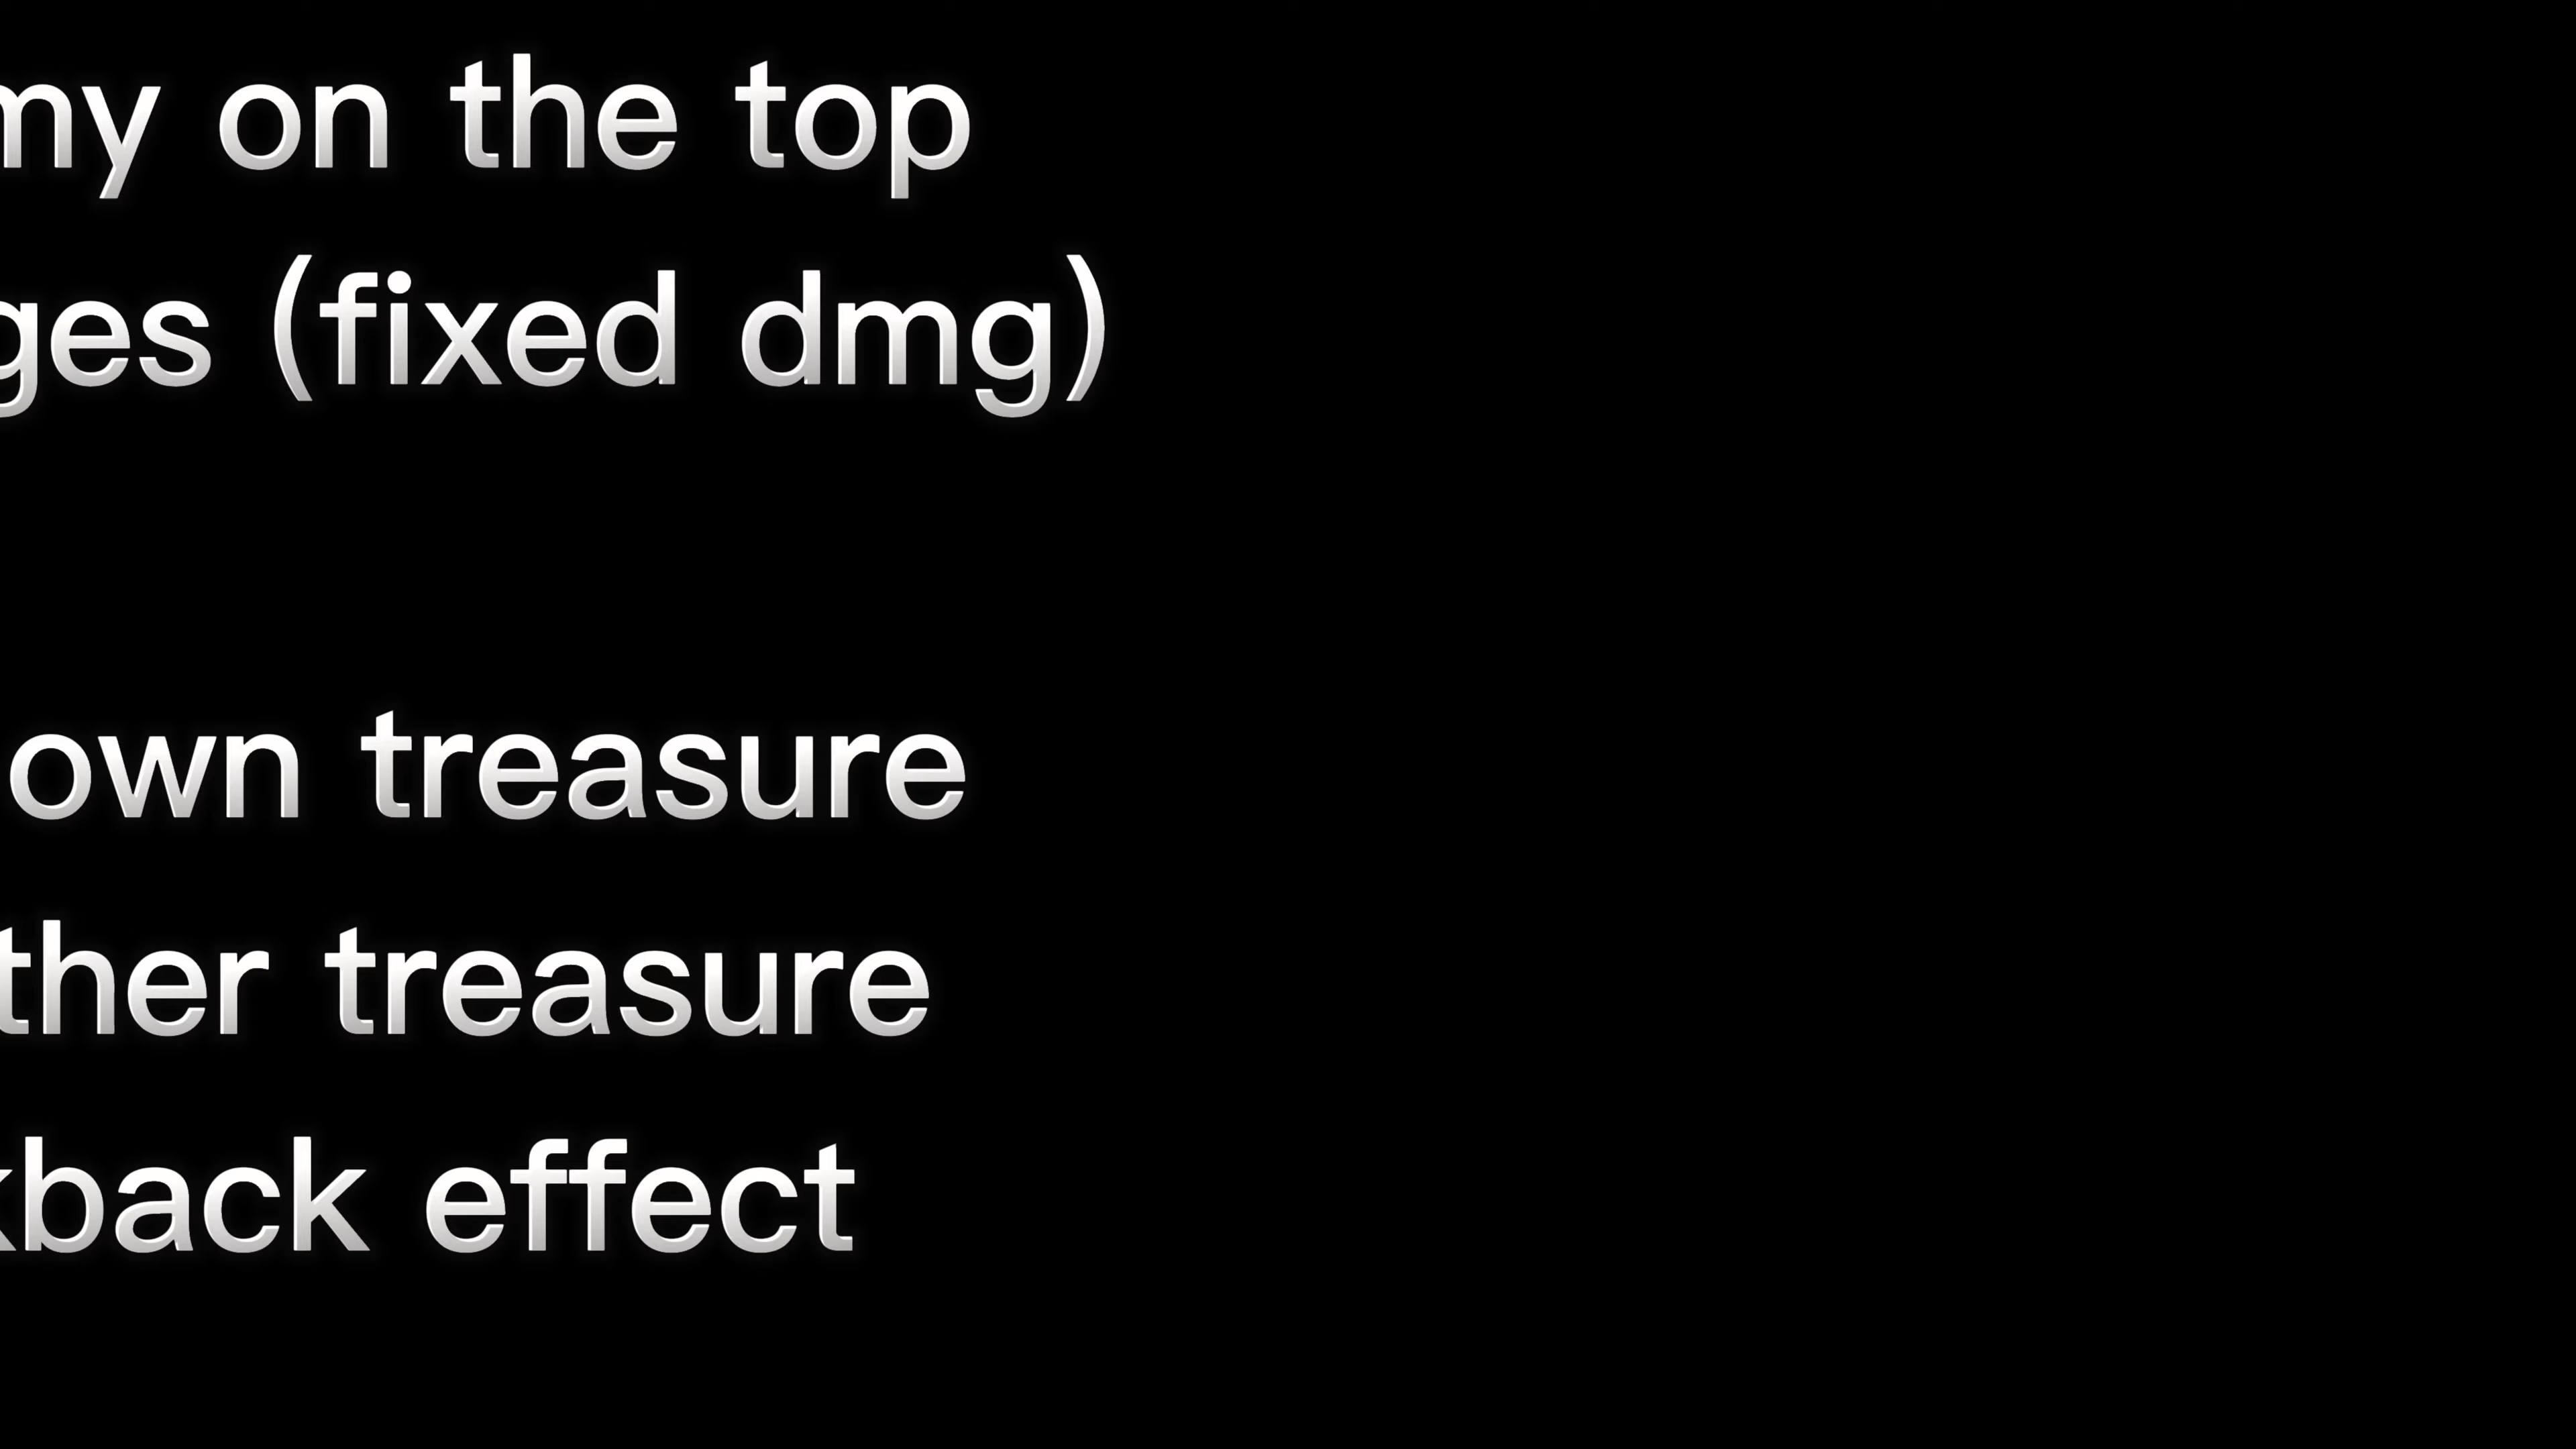 my on the top
ges (fixed dmg)
own treasure
ther treasure
kback effect